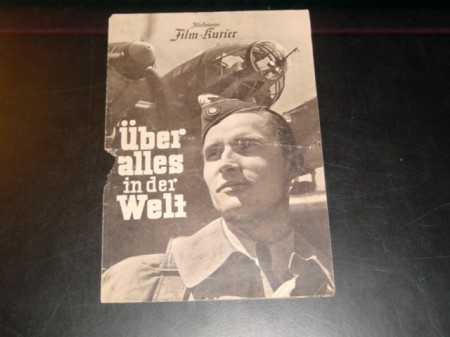 Illustrierter
Film-Kurier
Über
alles
in der
Welt